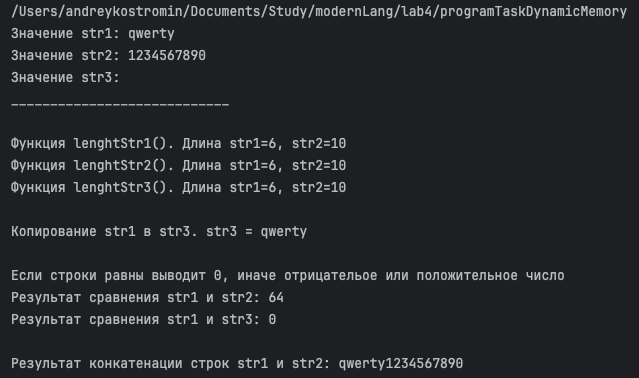 /Users/andreykostromin/Documents/Study/modernLang/lab4/programTaskDynamicMemory
Значение str1: qwerty
Значение str2: 1234567890
Значение str3:
____________________________
Функция lenghtStr1(). Длина str1=6, str2=10
Функция lenghtStr2(). Длина str1=6, str2=10
Функция lenghtStr3(). Длина str1=6, str2=10
Копирование str1 в str3. str3 = qwerty
Если строки равны выводит 0, иначе отрицательое или положительное число
Результат сравнения str1 и str2: 64
Результат сравнения str1 и str3: 0
Результат конкатенации строк str1 и str2: qwerty1234567890